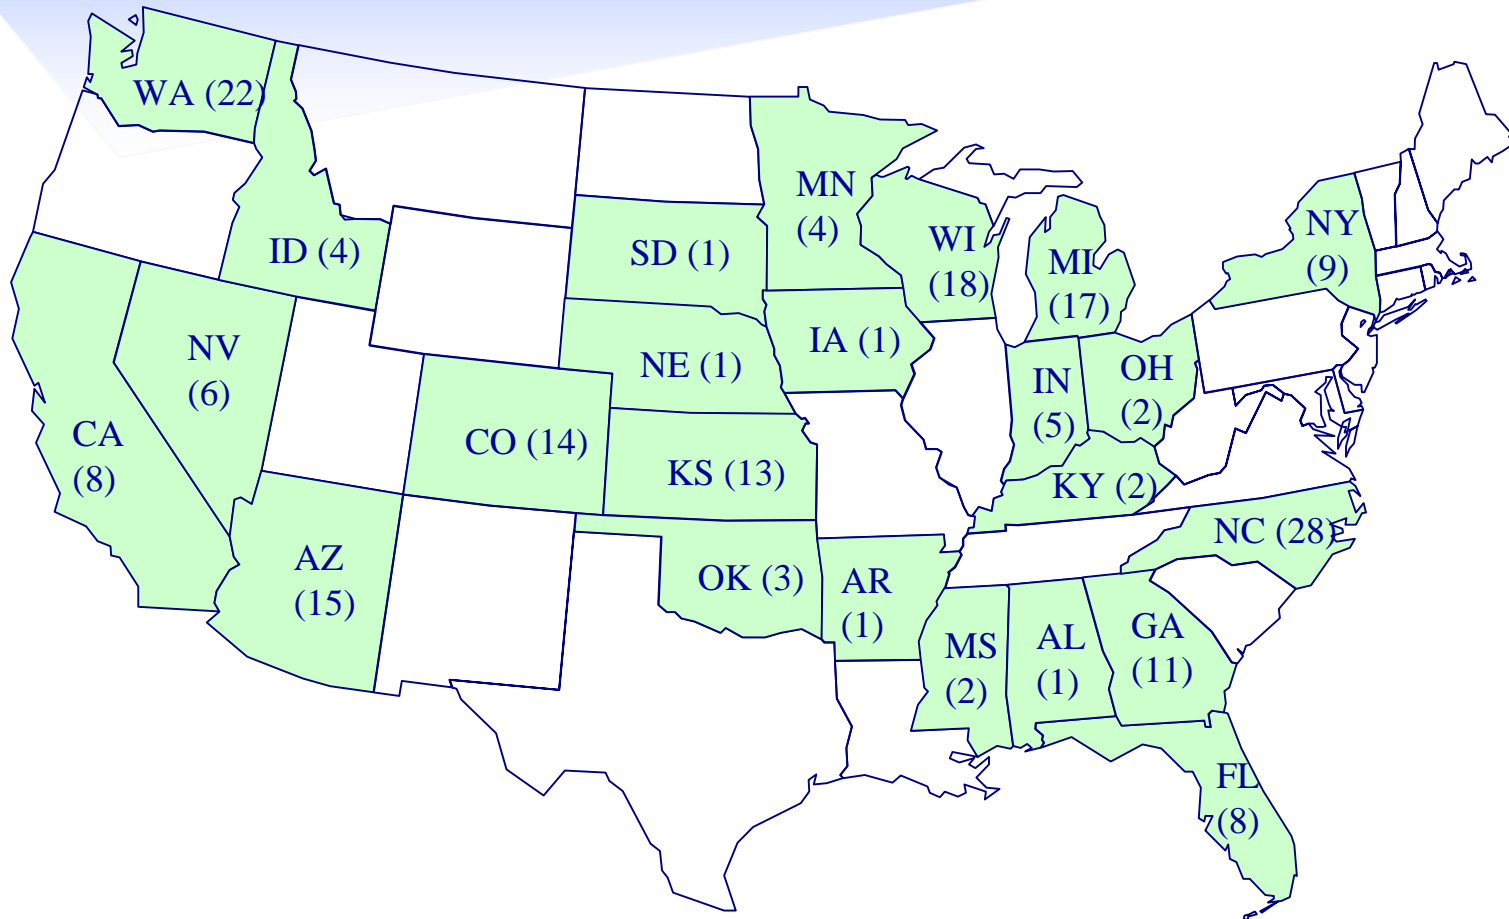 WA (22)
ID (4)
MN
(4)
SD (1)
WI
(18)
MI
(17)
NY
(9)
NV
(6)
IA (1)
NE (1)
IN
(5)
OH
(2)
CA
(8)
CO (14)
KS (13)
KY (2)
NC (28)
AZ
(15)
OK (3)
AR
(1)
MS
(2)
AL
(1)
GA
(11)
FL
(8)